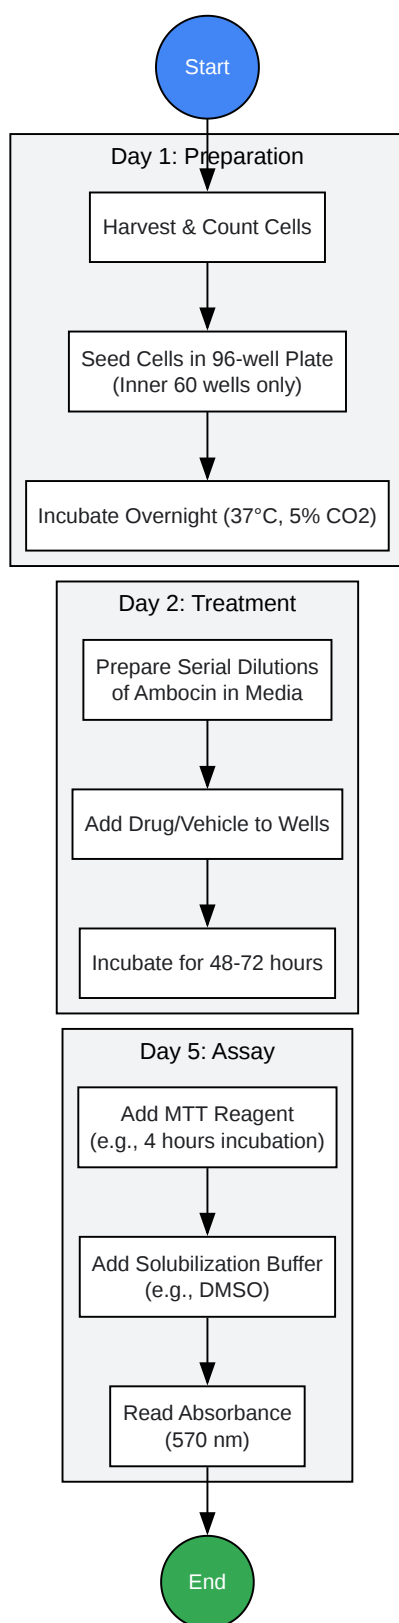 Start
Day 1: Preparation
Harvest & Count Cells
Seed Cells in 96-well Plate
(Inner 60 wells only)
Incubate Overnight (37°C, 5% CO2)
Day 2: Treatment
Prepare Serial Dilutions
of Ambocin in Media
Add Drug/Vehicle to Wells
Incubate for 48-72 hours
Day 5: Assay
Add MTT Reagent
(e.g., 4 hours incubation)
Add Solubilization Buffer
(e.g., DMSO)
Read Absorbance
(570 nm)
End